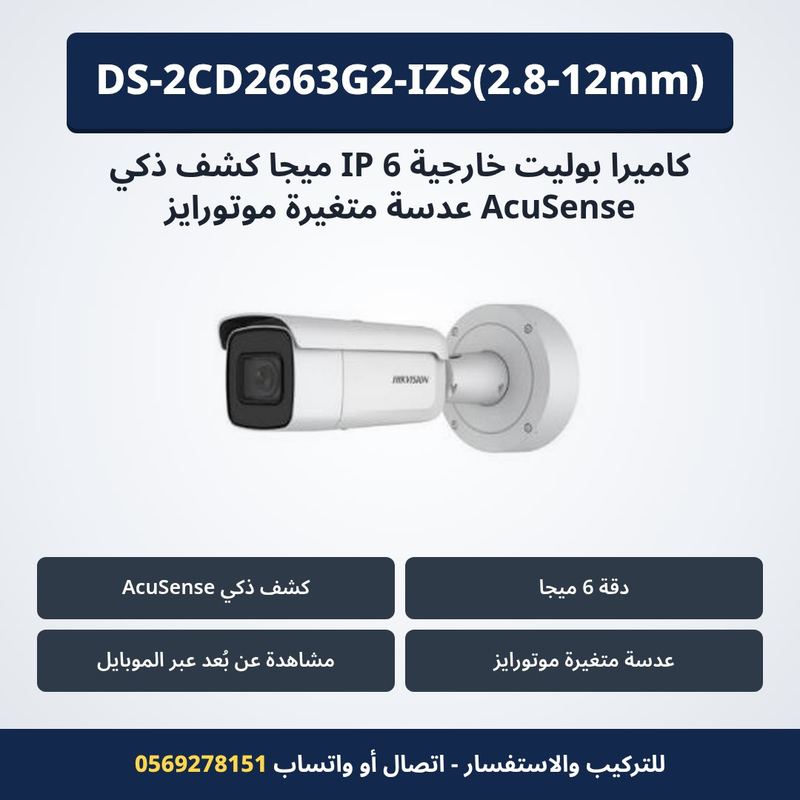 DS-2CD2663G2-IZS(2.8-12mm)
كاميرا بوليت خارجية IP 6 ميجا كشف ذكي
AcuSense عدسة متغيرة موتورايز
HIKVISION
دقة 6 ميجا
كشف ذكي AcuSense
عدسة متغيرة موتورايز
مشاهدة عن بُعد عبر الموبايل
للتركيب والاستفسار - اتصال أو واتساب 0569278151